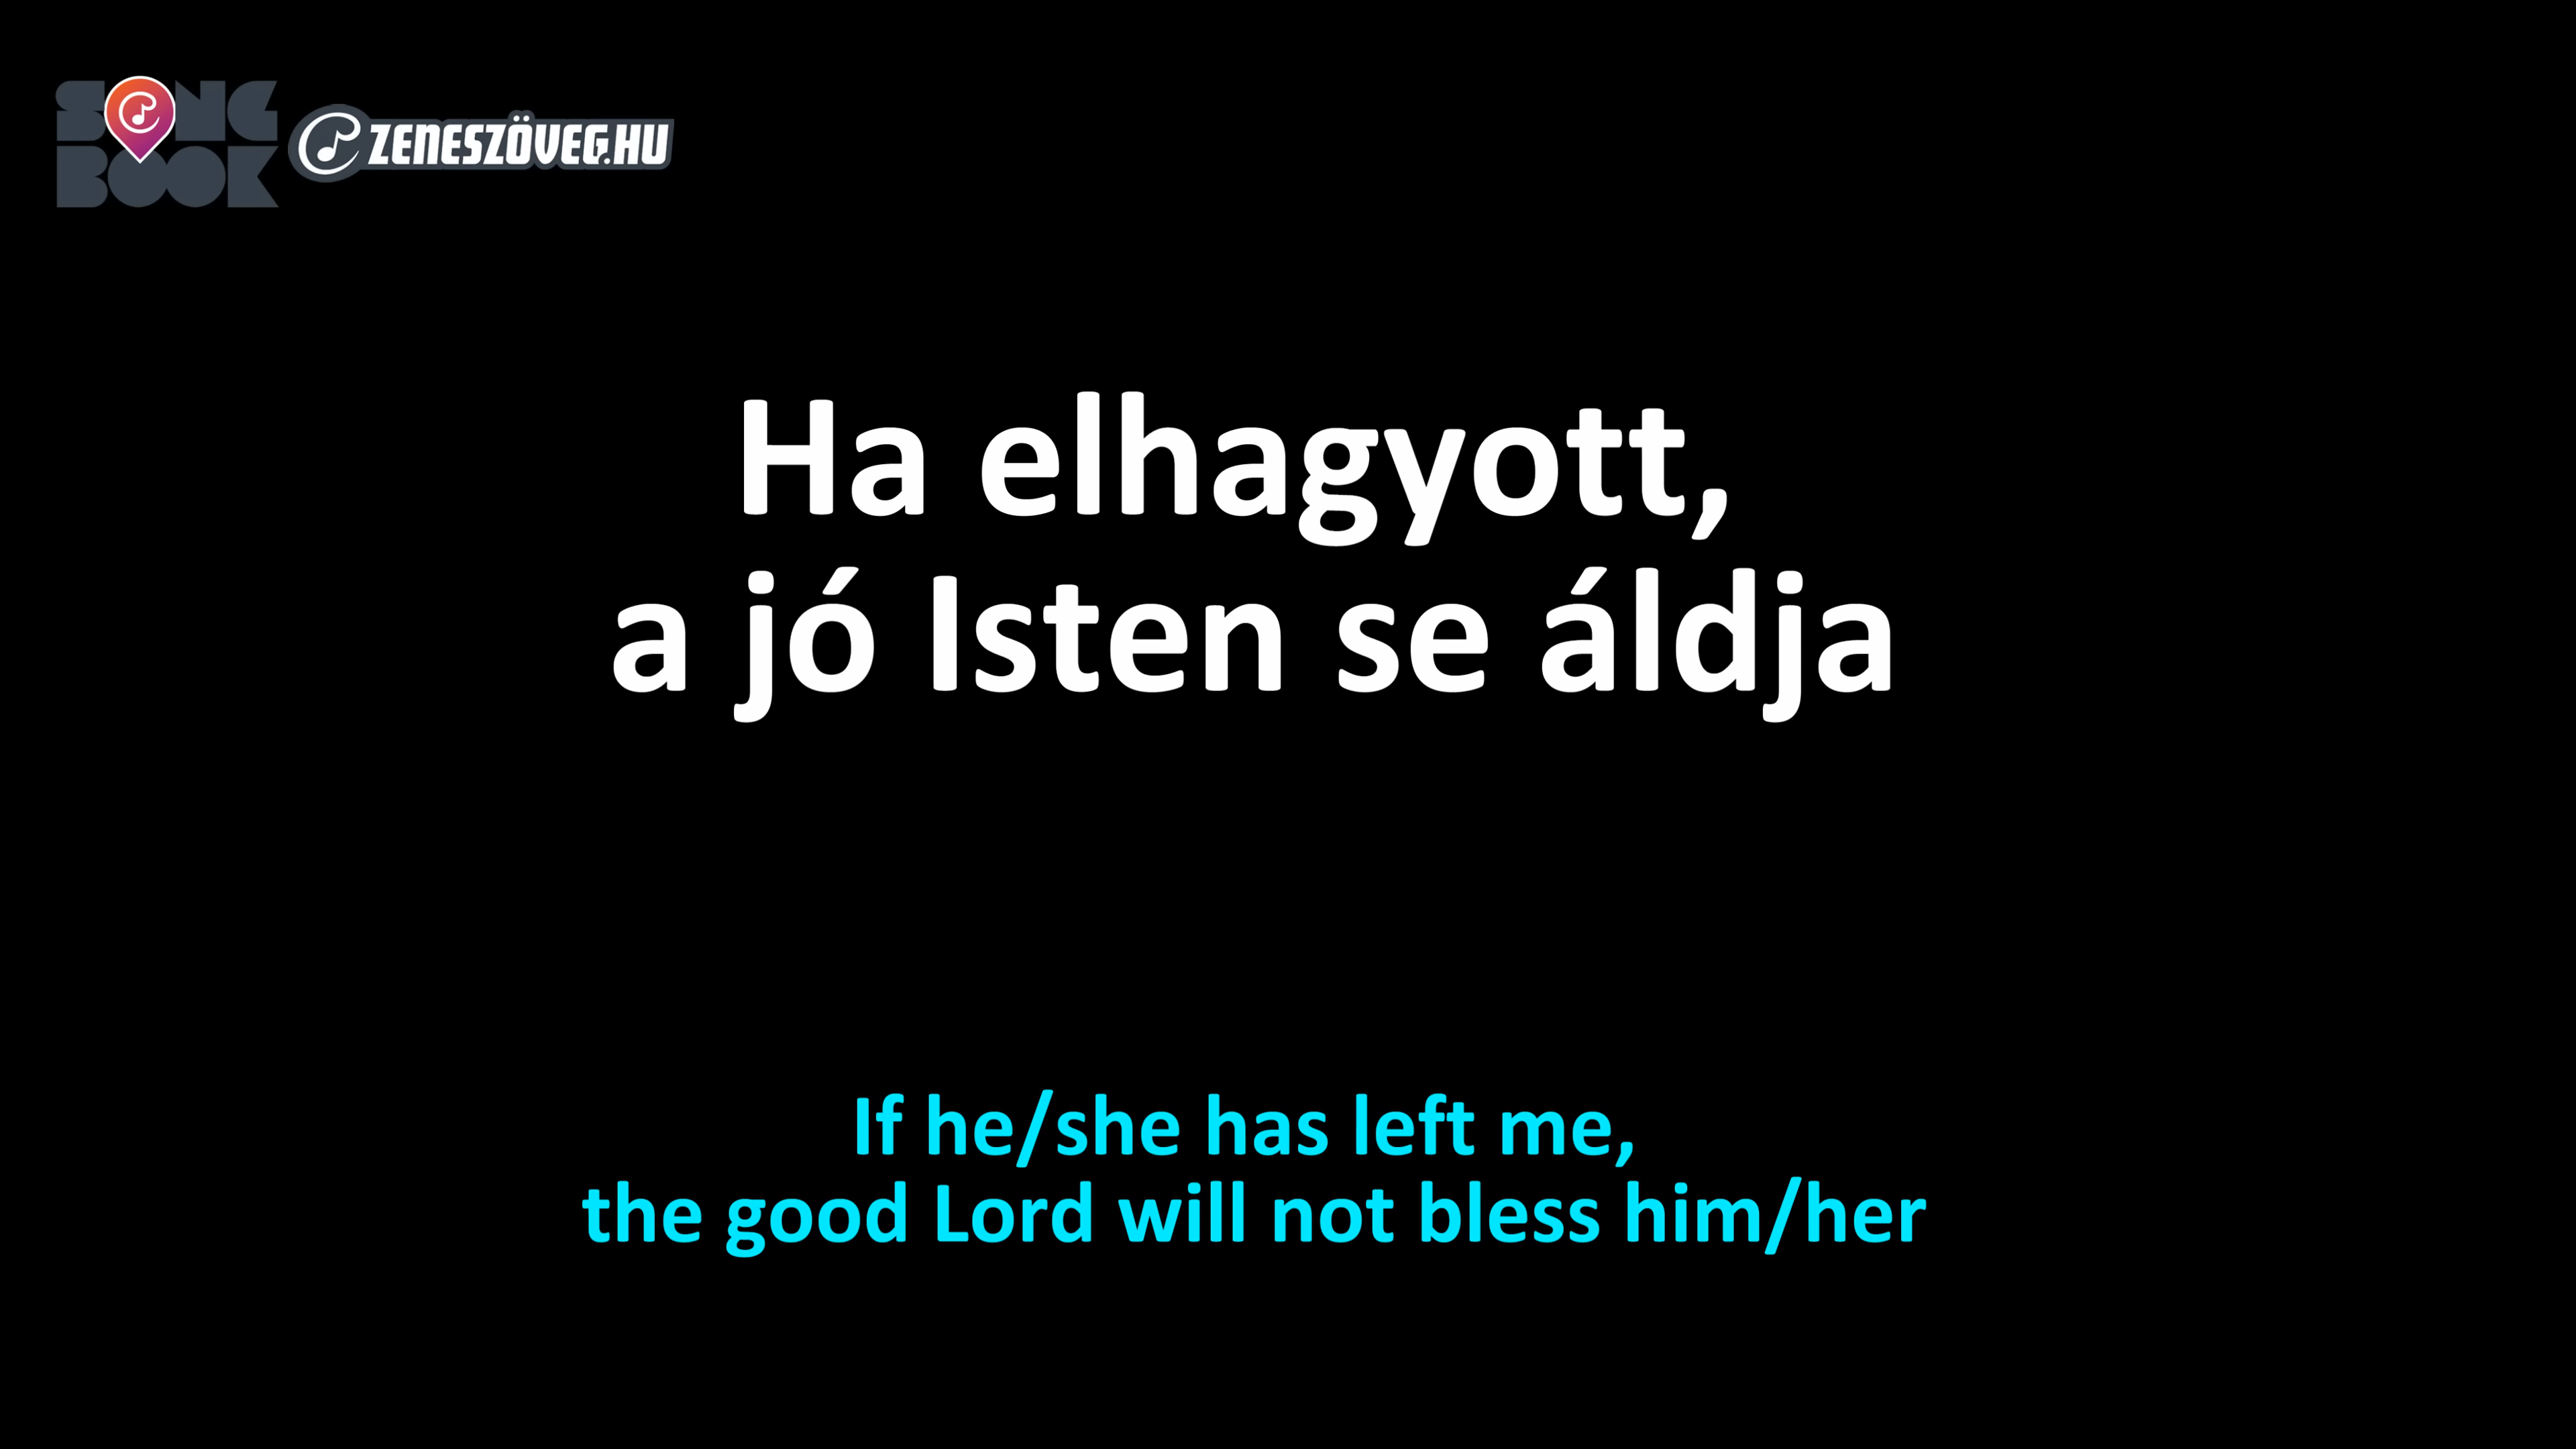 SONG
BOOK
ZENESZÖVEG.HU
Ha elhagyott,
a jó Isten se áldja
If he/she has left me,
the good Lord will not bless him/her